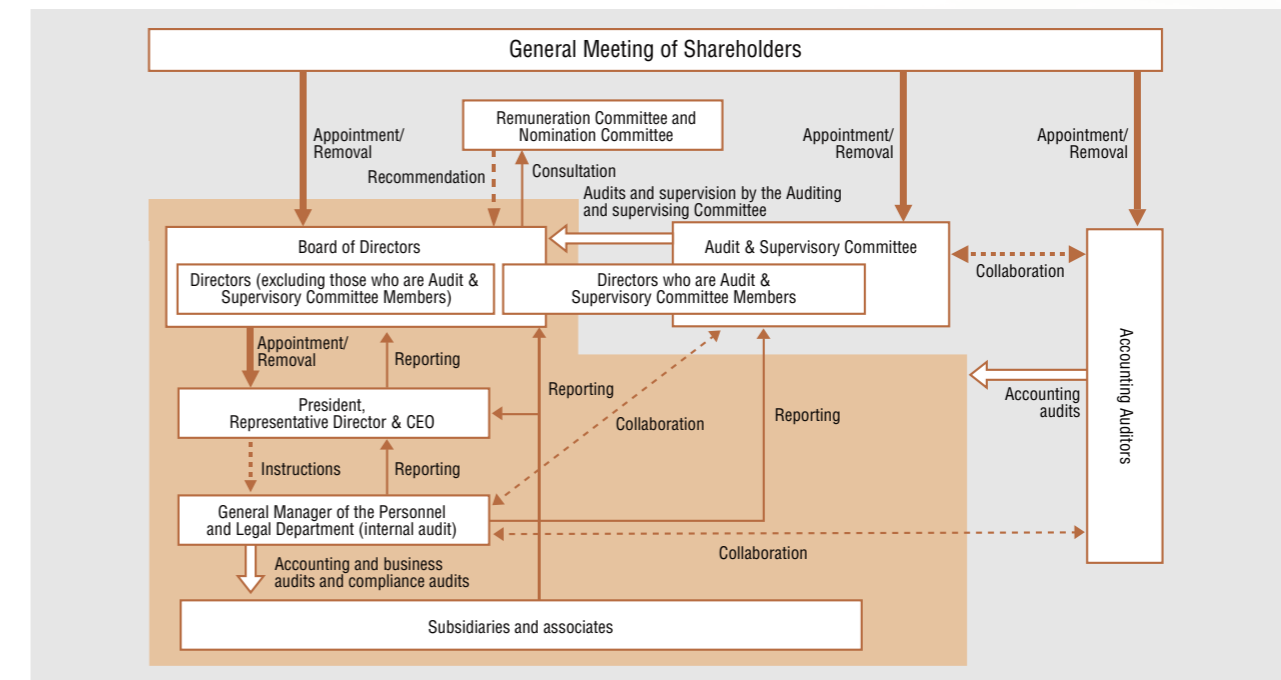 General Meeting of Shareholders
Remuneration Committee and
Nomination Committee
Appointment/
Removal
Appointment/
Removal
Appointment/
Removal
Recommendation
Consultation
Audits and supervision by the Auditing
and supervising Committee
Board of Directors
Audit & Supervisory Committee
Collaboration
Directors (excluding those who are Audit &
Supervisory Committee Members)
Directors who are Audit &
Supervisory Committee Members
Accounting Auditors
Appointment/
Removal
Reporting
Reporting
Collaboration
Reporting
Accounting
audits
President,
Representative Director & CEO
Instructions
Reporting
General Manager of the Personnel
and Legal Department (internal audit)
Collaboration
Accounting and business
audits and compliance audits
Subsidiaries and associates